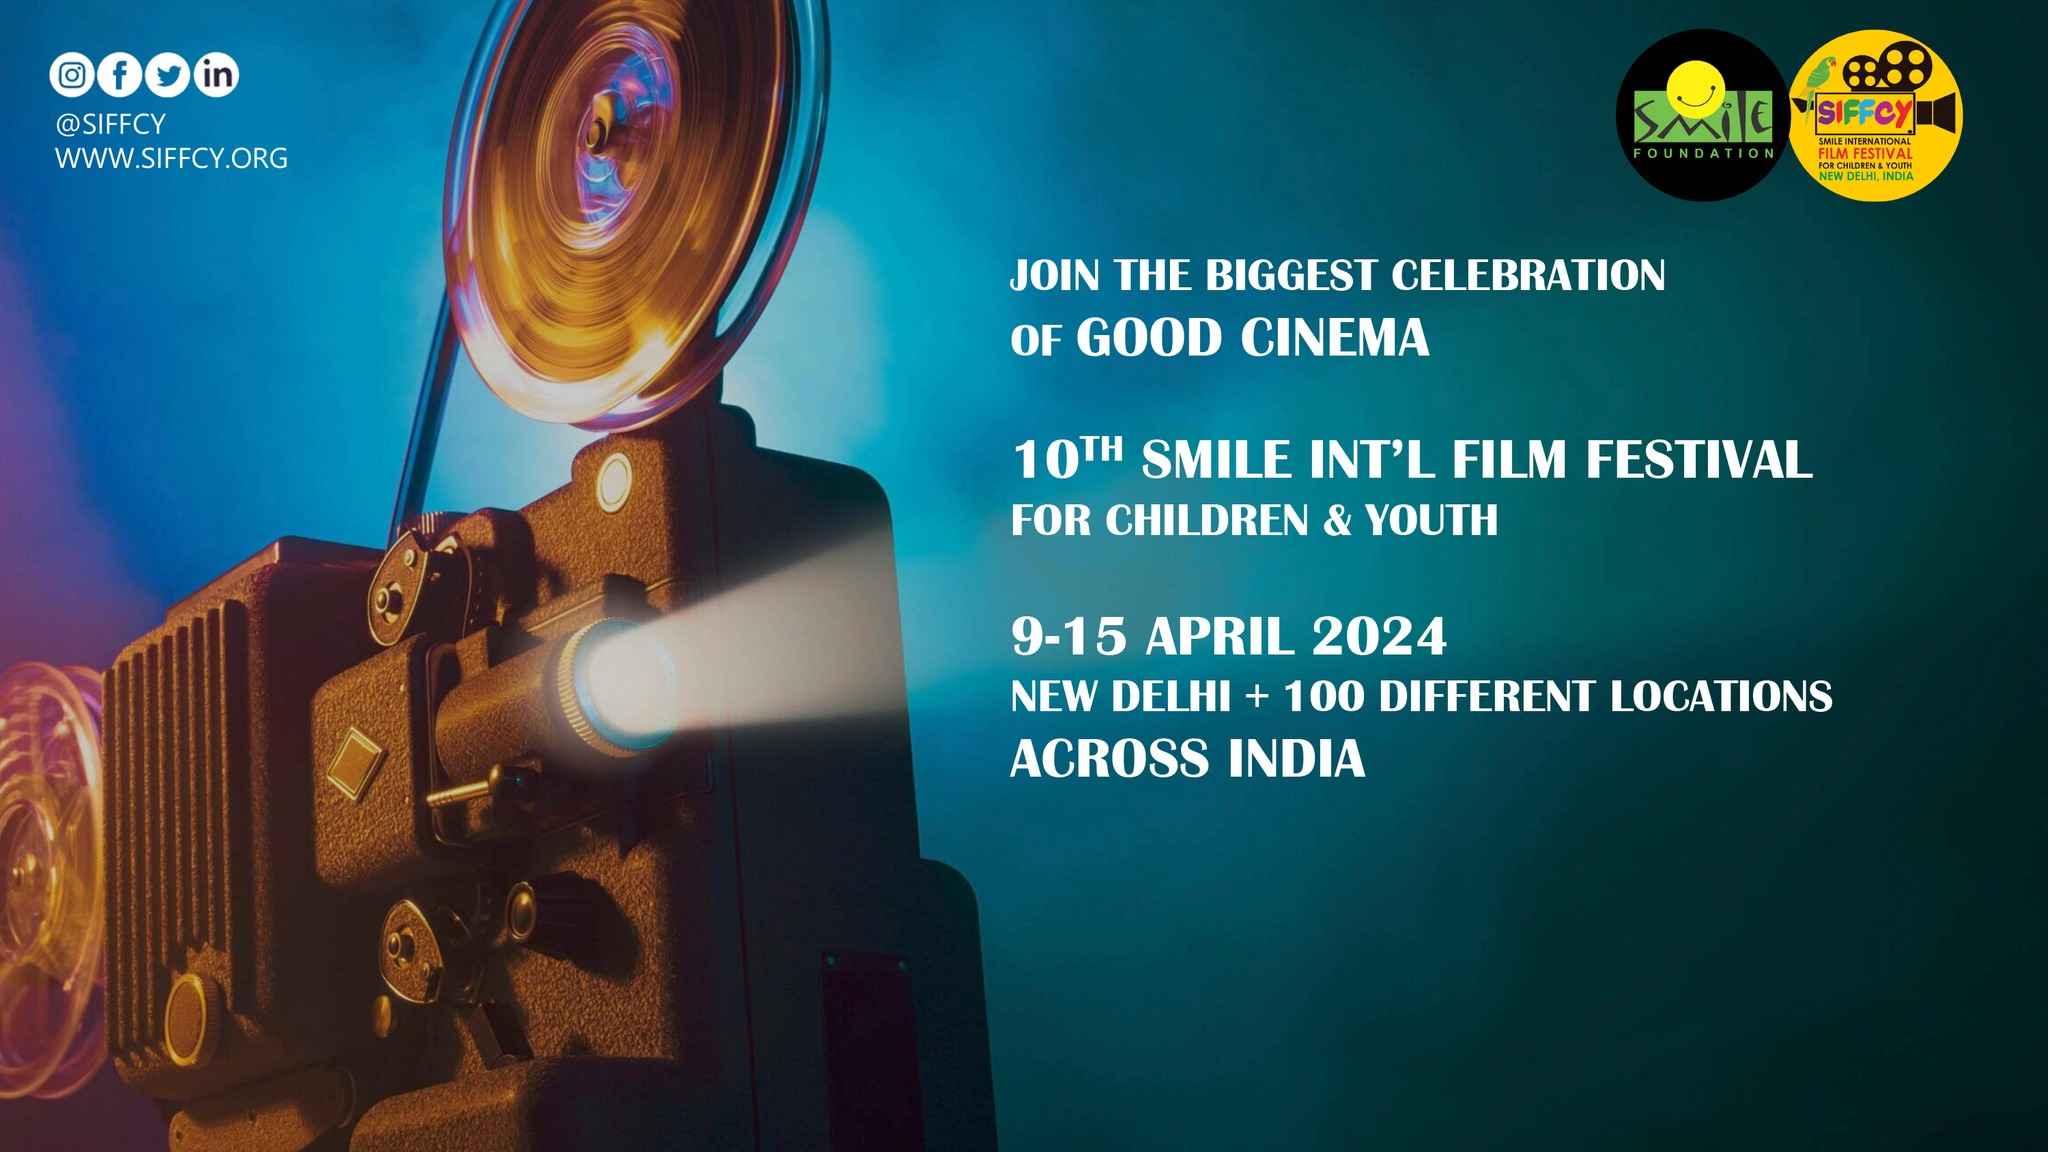 @SIFFCY
WWW.SIFFCY.ORG
SMILE
FOUNDATION
SIFFCY
SMILE INTERNATIONAL
FILM FESTIVAL
FOR CHILDREN & YOUTH
NEW DELHI, INDIA
JOIN THE BIGGEST CELEBRATION
OF GOOD CINEMA
10TH SMILE INT'L FILM FESTIVAL
FOR CHILDREN & YOUTH
9-15 APRIL 2024
NEW DELHI + 100 DIFFERENT LOCATIONS
ACROSS INDIA